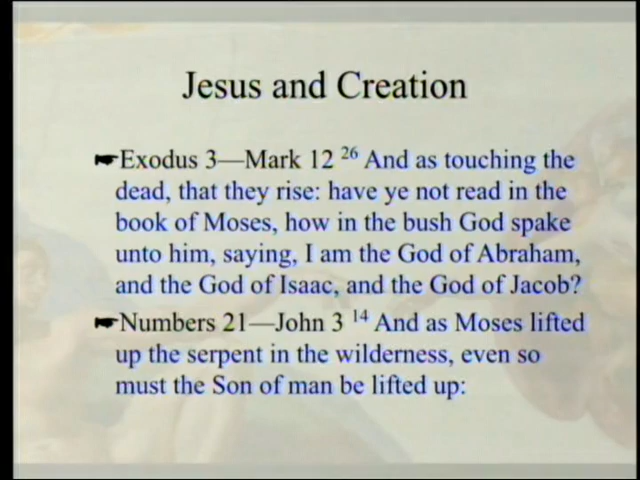 Jesus and Creation
Exodus 3—Mark 12 26 And as touching the
dead, that they rise: have ye not read in the
book of Moses, how in the bush God spake
unto him, saying, I am the God of Abraham,
and the God of Isaac, and the God of Jacob?
Numbers 21—John 3 14 And as Moses lifted
up the serpent in the wilderness, even so
must the Son of man be lifted up: